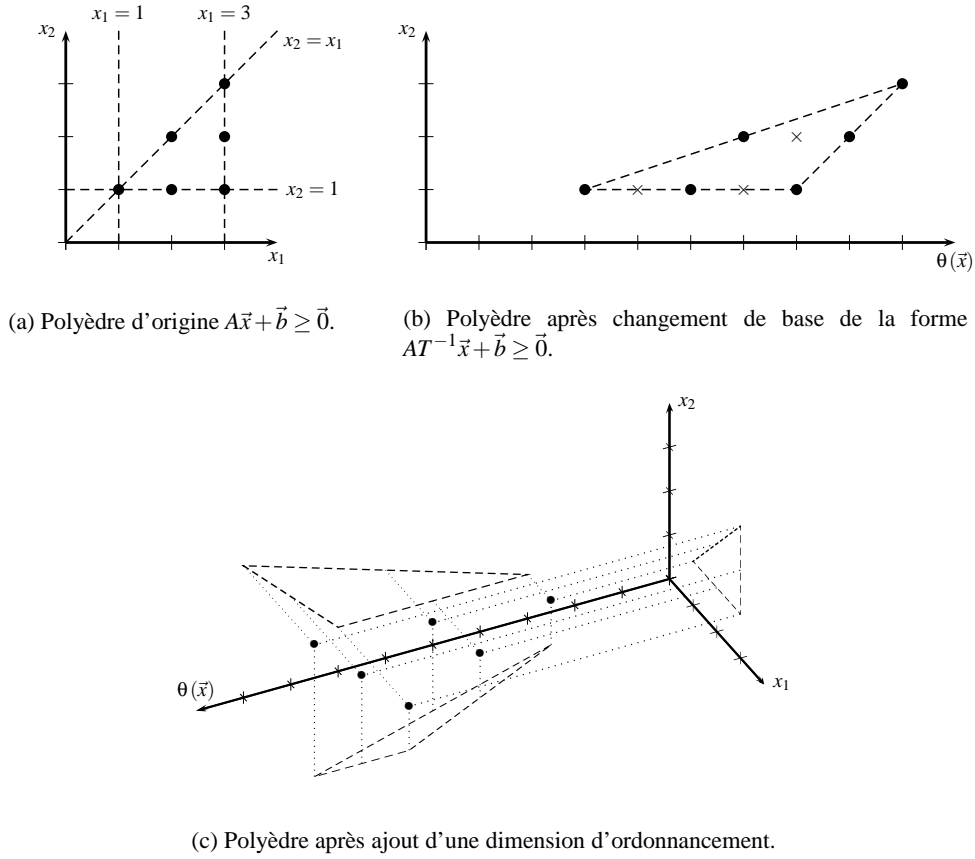 x₁ = 1
x₁ = 3
x₂
x₂ = x₁
x₂ = 1
x₁
x₂
θ(x⃗)
(a) Polyèdre d'origine Ax⃗ + b⃗ ≥ 0⃗.
(b) Polyèdre après changement de base de la forme
AT⁻¹x⃗ + b⃗ ≥ 0⃗.
x₂
θ(x⃗)
x₁
(c) Polyèdre après ajout d'une dimension d'ordonnancement.